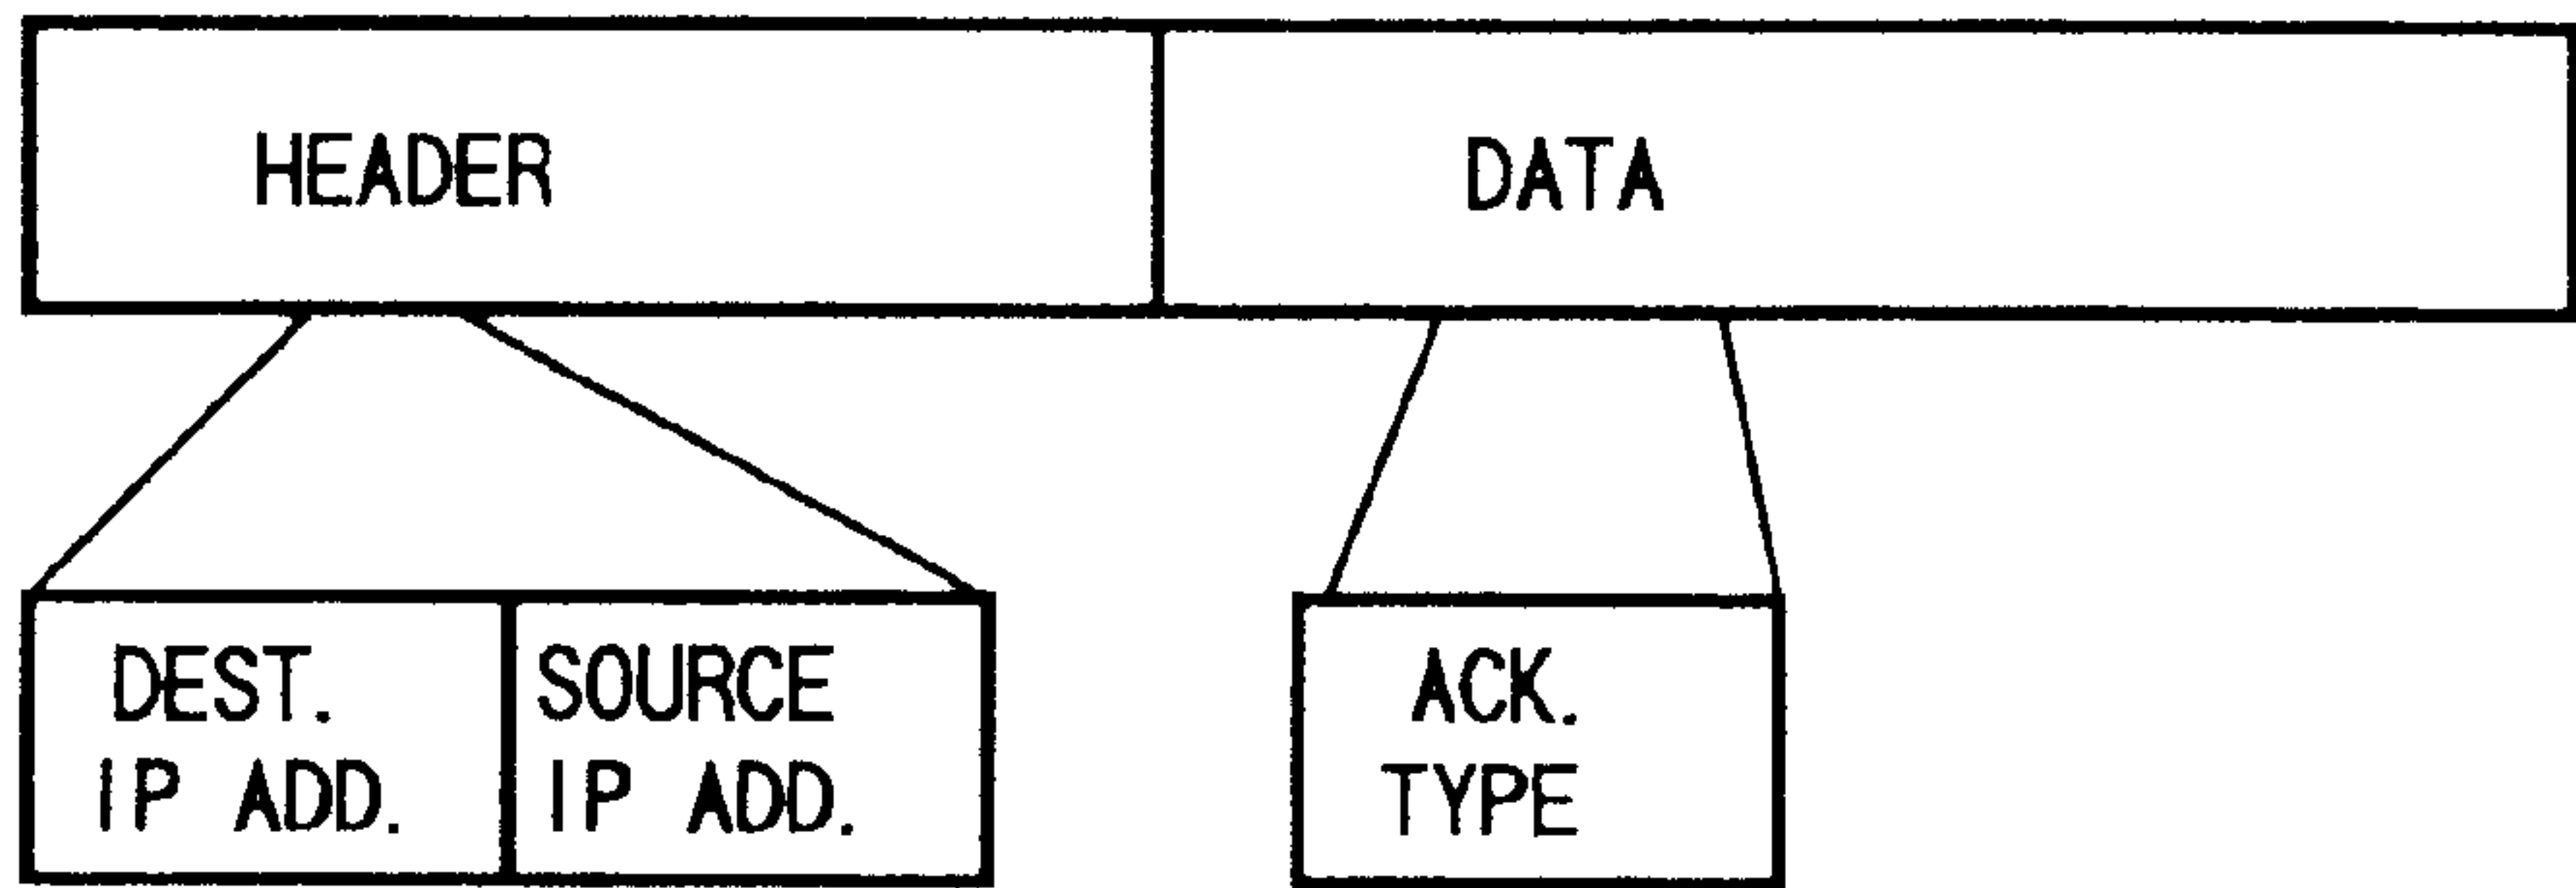 HEADER
DATA
DEST.
IP ADD.
SOURCE
IP ADD.
ACK.
TYPE